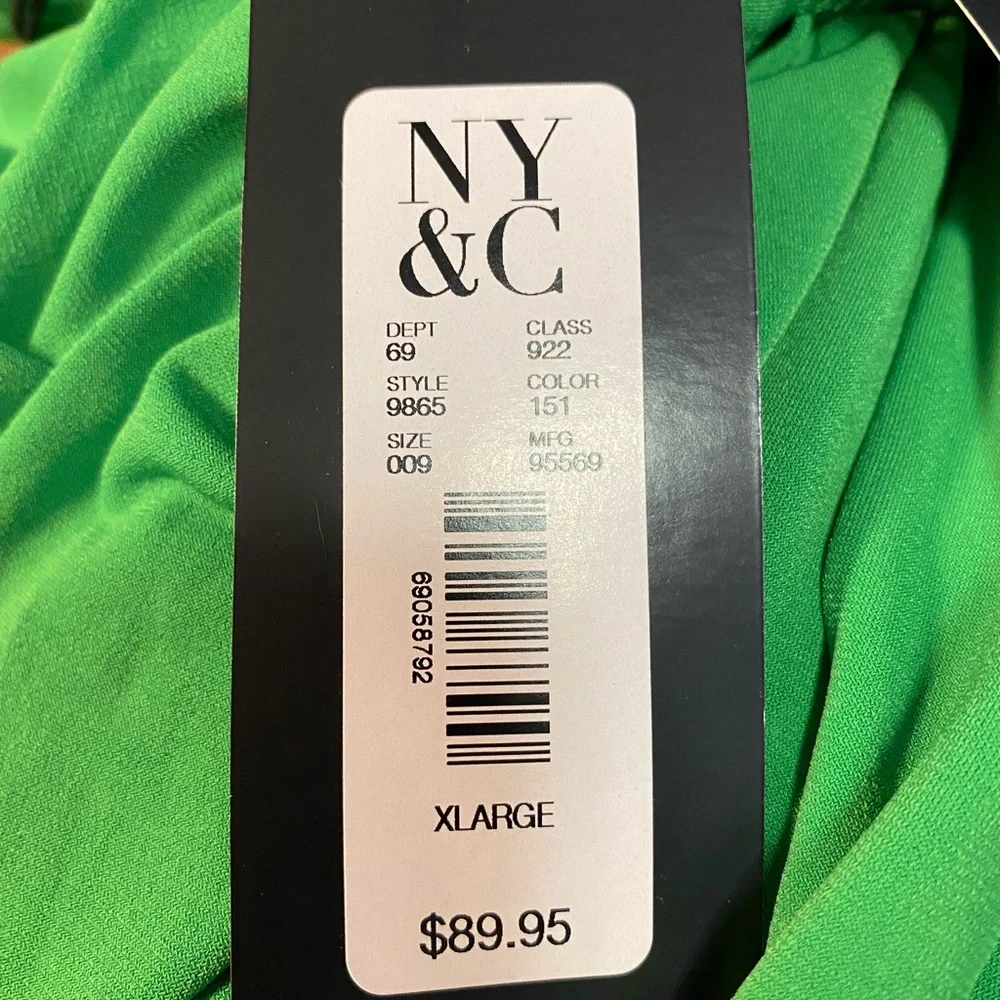 NY
&C
DEPT CLASS
69 922
STYLE COLOR
9865 151
SIZE MFG
009 95569
69058792
XLARGE
$89.95